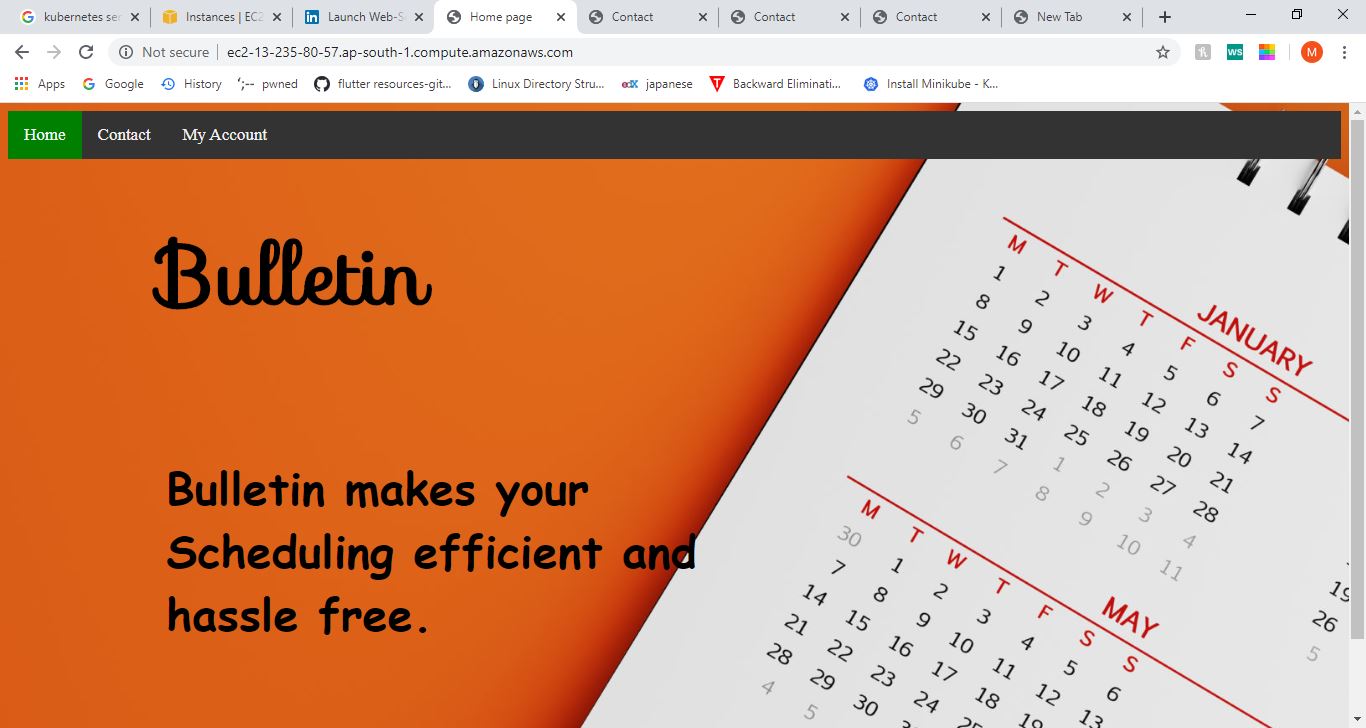 kubernetes ser
Instances | EC2
Launch Web-S
Home page
Contact
Contact
Contact
New Tab
Not secure
ec2-13-235-80-57.ap-south-1.compute.amazonaws.com
ws
M
Apps
Google
History
';-- pwned
flutter resources-git...
Linux Directory Stru...
edX japanese
Backward Eliminati...
Install Minikube - K...
Home
Contact
My Account
Bulletin
Bulletin makes your
Scheduling efficient and
hassle free.
JANUARY
M T W T F S S
1 2 3 4 5 6 7
8 9 10 11 12 13 14
15 16 17 18 19 20 21
22 23 24 25 26 27 28
29 30 31 1 2 3 4
5 6 7 8 9 10 11
MAY
M T W T F S S
30 1 2 3 4 5 6
7 8 9 10 11 12 13
14 15 16 17 18 19
21 22 23 24 25
28 29 30 31
4 5
19
26
5